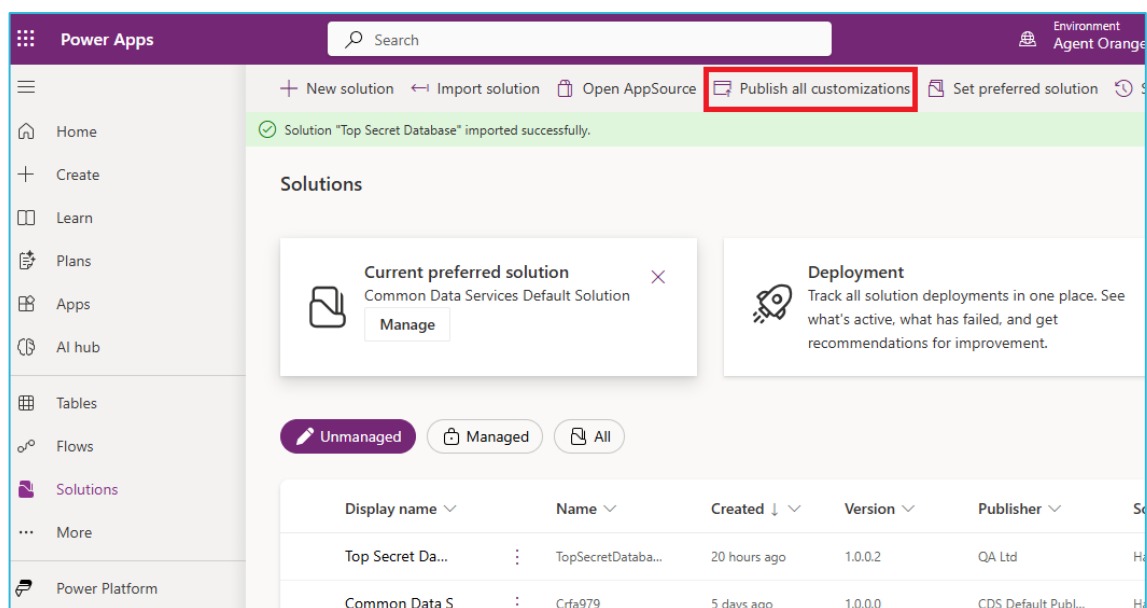 Power Apps
Search
Environment
Agent Orange
New solution
Import solution
Open AppSource
Publish all customizations
Set preferred solution
Solution "Top Secret Database" imported successfully.
Home
Create
Learn
Plans
Apps
AI hub
Tables
Flows
Solutions
More
Power Platform
Solutions
Current preferred solution
Common Data Services Default Solution
Manage
Deployment
Track all solution deployments in one place. See
what's active, what has failed, and get
recommendations for improvement.
Unmanaged
Managed
All
Display name Name Created ↓ Version Publisher
Top Secret Da... TopSecretDataba... 20 hours ago 1.0.0.2 QA Ltd
Common Data S Crfa979 5 days ago 1.0.0.0 CDS Default Publ...